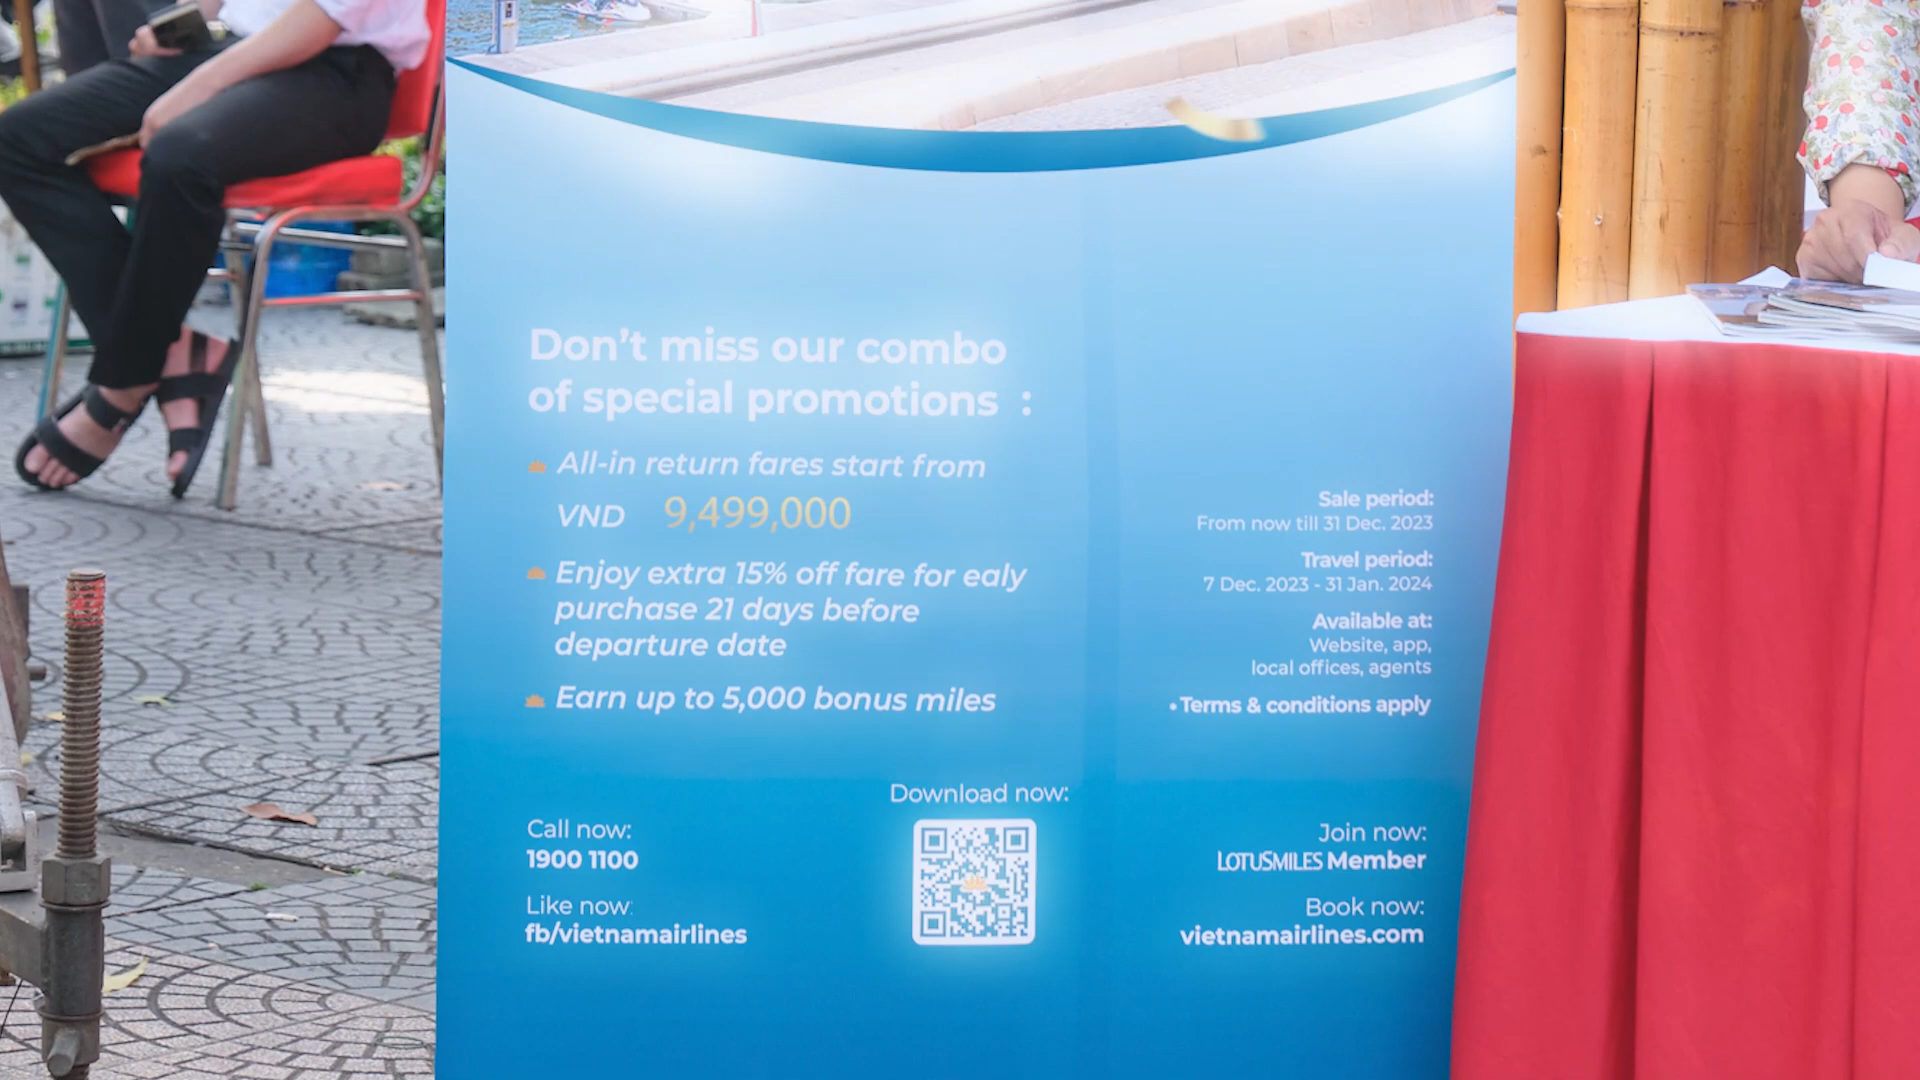 Don't miss our combo
of special promotions :
All-in return fares start from
VND 9,499,000
Enjoy extra 15% off fare for ealy
purchase 21 days before
departure date
Earn up to 5,000 bonus miles
Sale period:
From now till 31 Dec. 2023
Travel period:
7 Dec. 2023 - 31 Jan. 2024
Available at:
Website, app,
local offices, agents
• Terms & conditions apply
Call now:
1900 1100
Like now:
fb/vietnamairlines
Download now:
Join now:
LOTUSMILES Member
Book now:
vietnamairlines.com